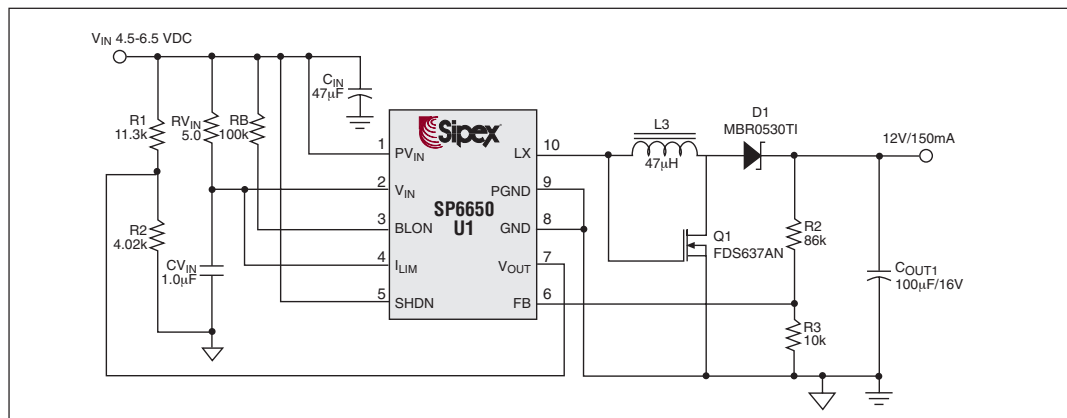 V_IN 4.5-6.5 VDC
C_IN
47µF
R1
11.3k
RV_IN
5.0
RB
100k
Sipex
L3
47µH
D1
MBR0530TI
12V/150mA
1
PV_IN
LX
10
2
V_IN
PGND
9
SP6650
U1
3
BLON
GND
8
R2
4.02k
Q1
FDS637AN
R2
86k
4
I_LIM
V_OUT
7
CV_IN
1.0µF
C_OUT1
100µF/16V
5
SHDN
FB
6
R3
10k